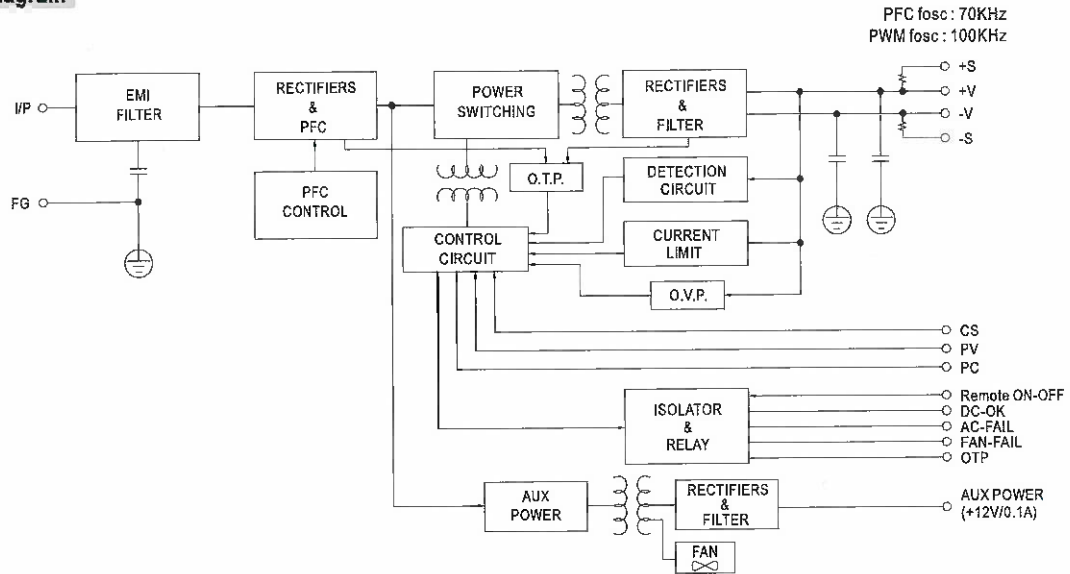 PFC fosc : 70KHz
PWM fosc : 100KHz
I/P
EMI
FILTER
RECTIFIERS
&
PFC
POWER
SWITCHING
RECTIFIERS
&
FILTER
+S
+V
-V
-S
O.T.P.
DETECTION
CIRCUIT
FG
PFC
CONTROL
CONTROL
CIRCUIT
CURRENT
LIMIT
O.V.P.
CS
PV
PC
ISOLATOR
&
RELAY
Remote ON-OFF
DC-OK
AC-FAIL
FAN-FAIL
OTP
AUX
POWER
RECTIFIERS
&
FILTER
AUX POWER
(+12V/0.1A)
FAN